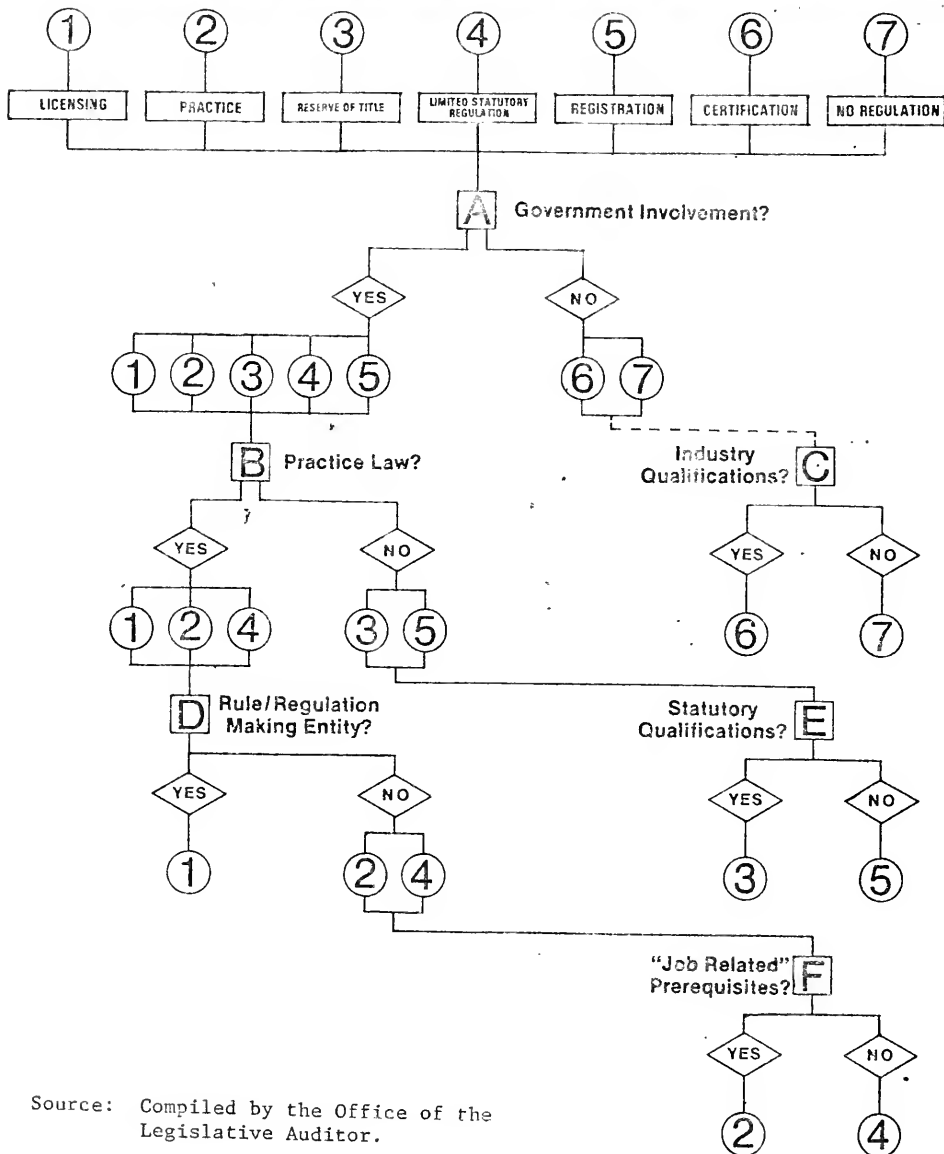 1 2 3 4 5 6 7
LICENSING PRACTICE RESERVE OF TITLE LIMITED STATUTORY REGULATION REGISTRATION CERTIFICATION NO REGULATION
A Government Involvement?
YES NO
1 2 3 4 5 6 7
B Practice Law?
Industry
Qualifications? C
YES NO YES NO
1 2 4 3 5 6 7
D Rule/Regulation
Making Entity?
Statutory
Qualifications? E
YES NO YES NO
1 2 4 3 5
"Job Related"
Prerequisites? F
YES NO
2 4
Source: Compiled by the Office of the
Legislative Auditor.